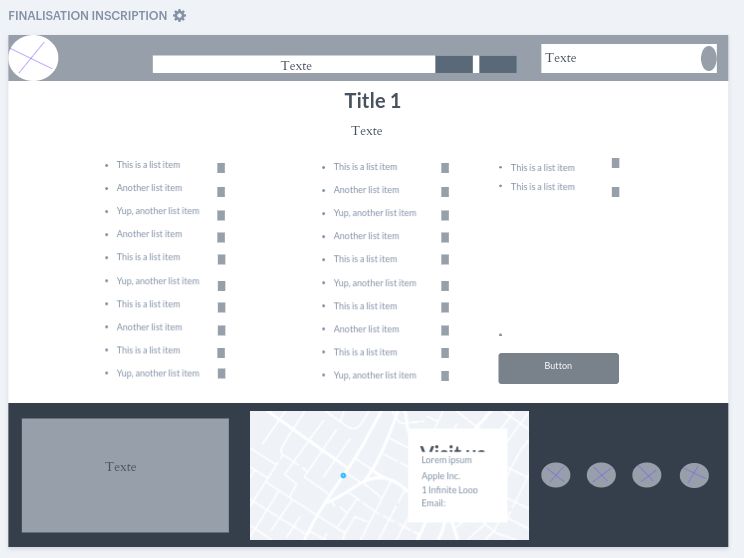 FINALISATION INSCRIPTION
Texte
Texte
Title 1
Texte
This is a list item
Another list item
Yup, another list item
Another list item
This is a list item
Yup, another list item
This is a list item
Another list item
This is a list item
Yup, another list item
This is a list item
Another list item
Yup, another list item
Another list item
This is a list item
Yup, another list item
This is a list item
Another list item
This is a list item
Yup, another list item
This is a list item
This is a list item
Button
Texte
Visit us
Lorem ipsum
Apple Inc.
1 Infinite Loop
Email: